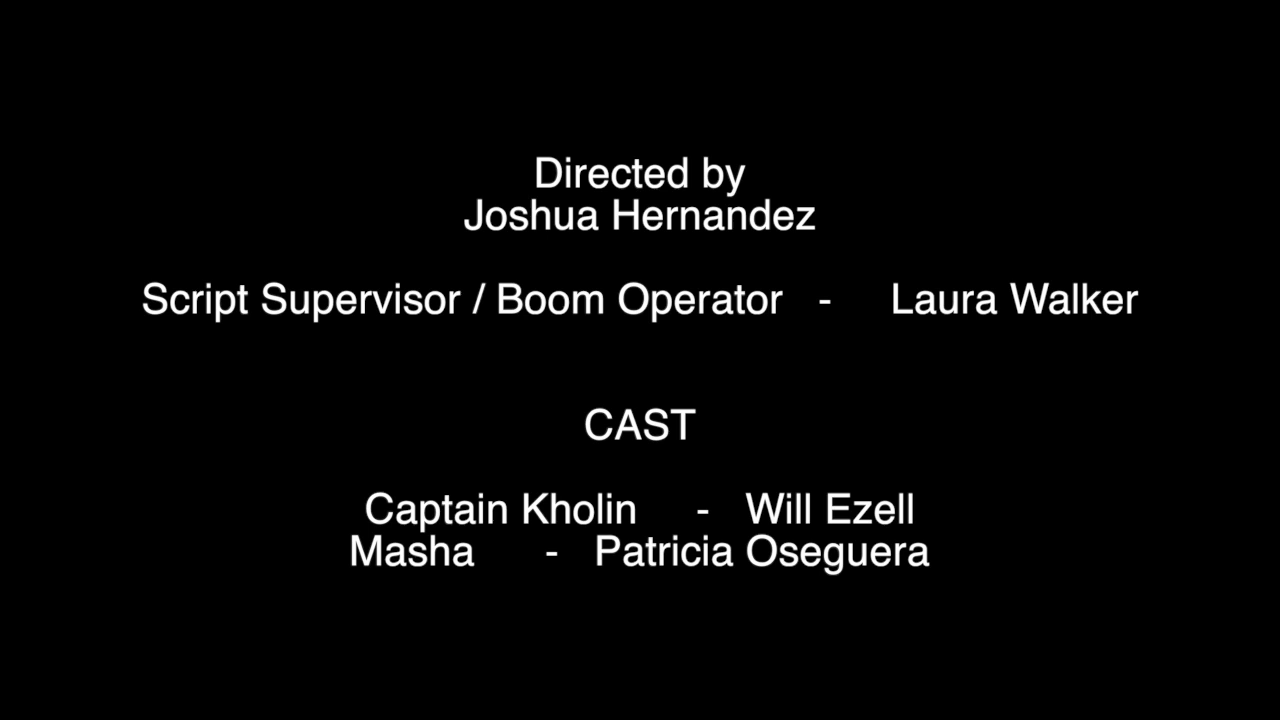 Directed by
Joshua Hernandez
Script Supervisor / Boom Operator - Laura Walker
CAST
Captain Kholin - Will Ezell
Masha - Patricia Oseguera